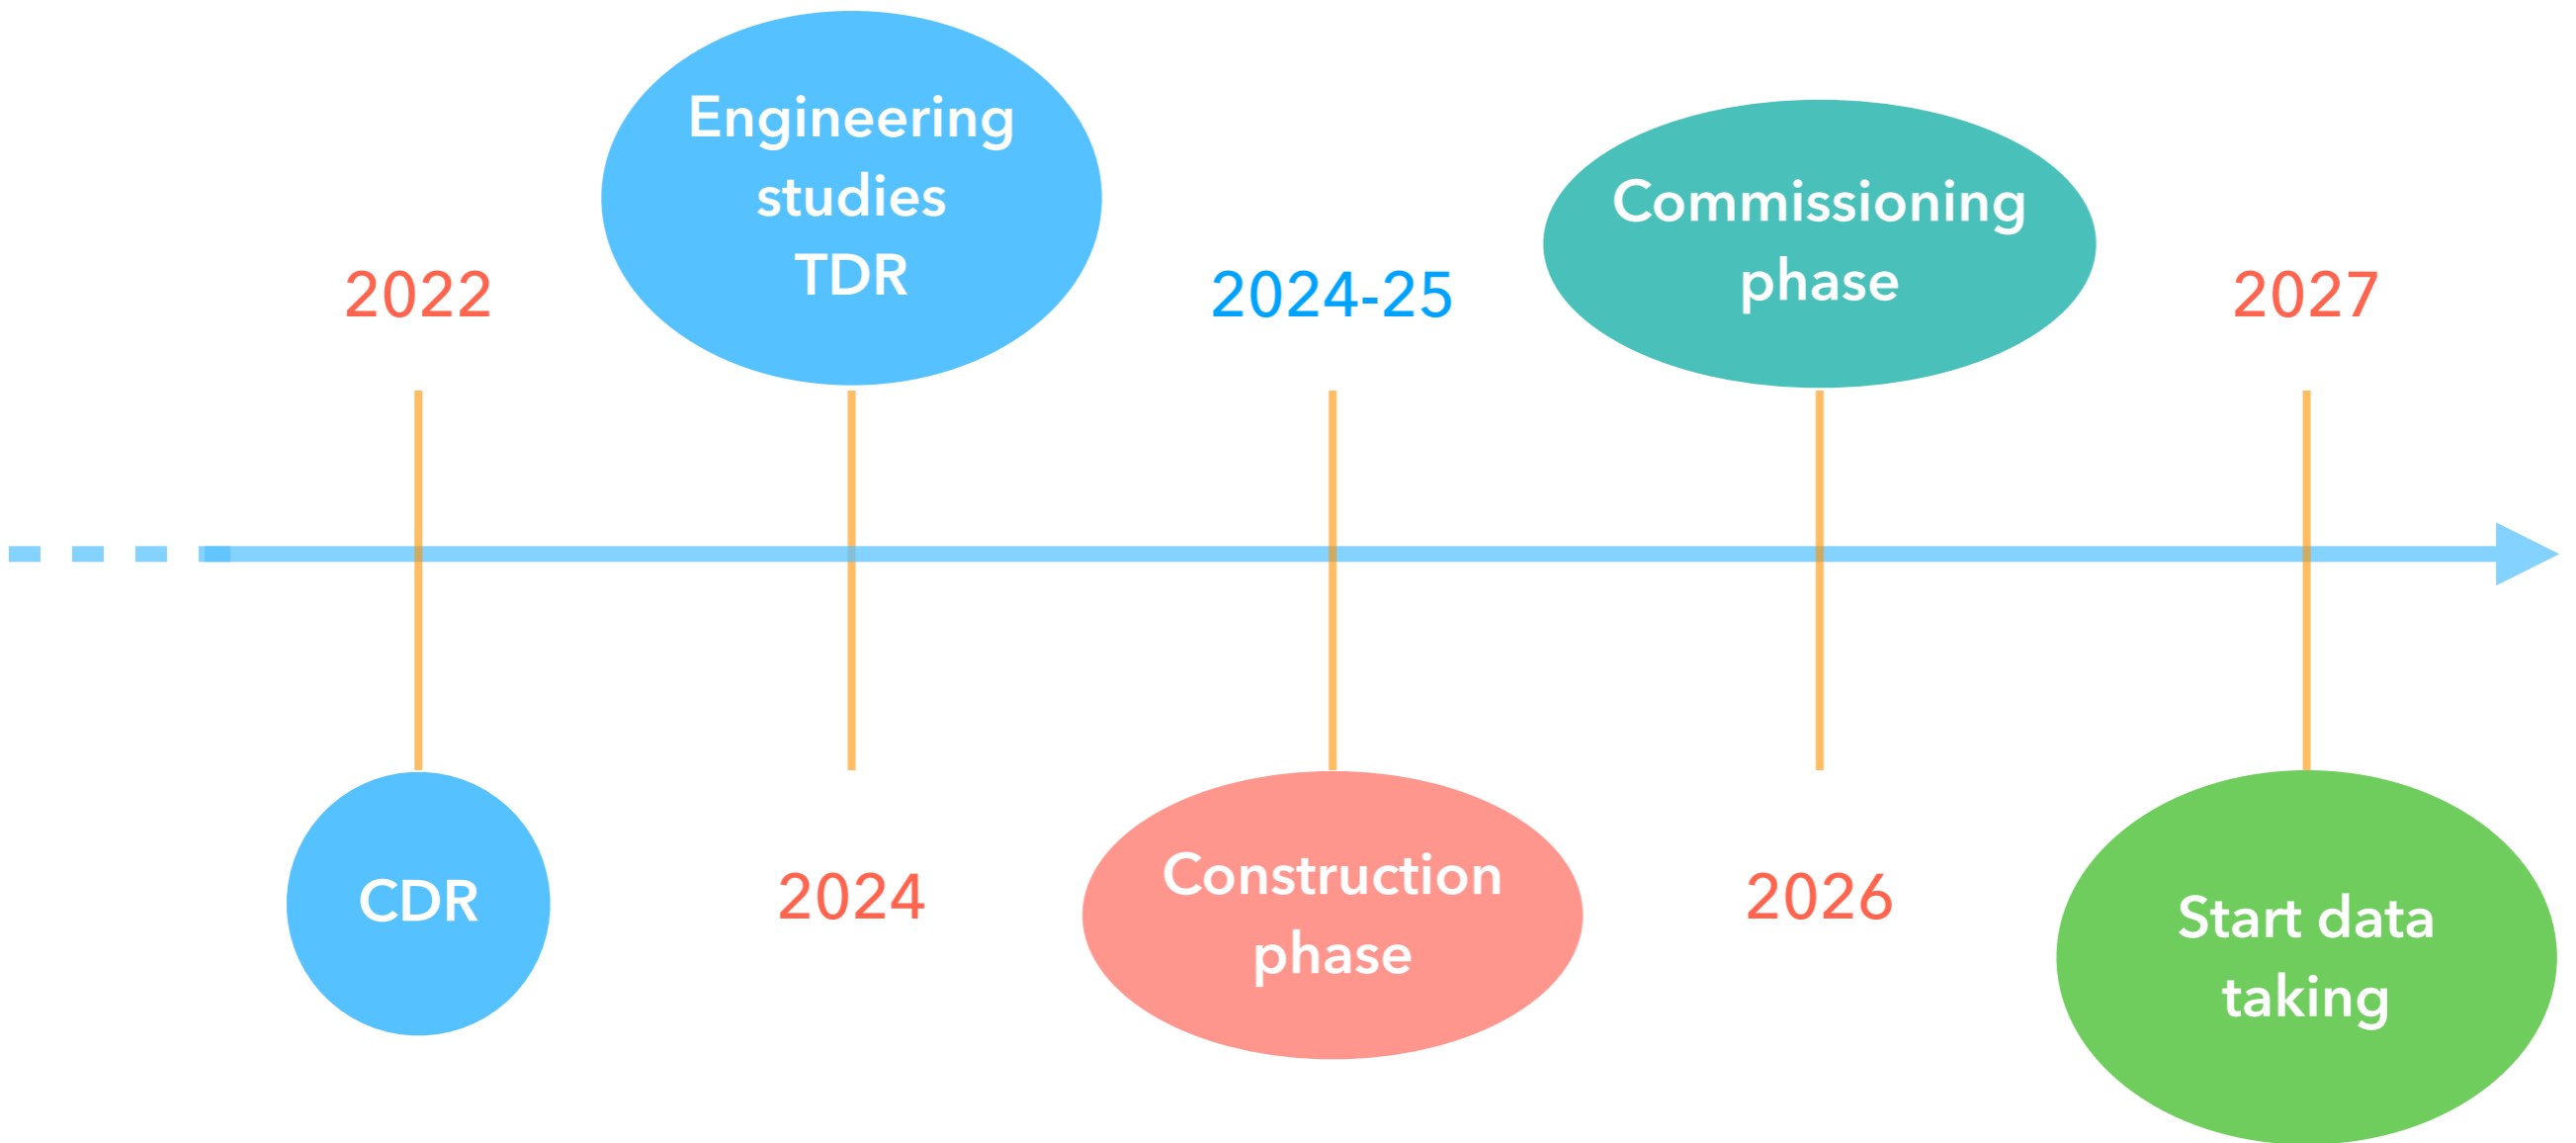 2022
CDR
Engineering
studies
TDR
2024
2024-25
Construction
phase
Commissioning
phase
2026
2027
Start data
taking